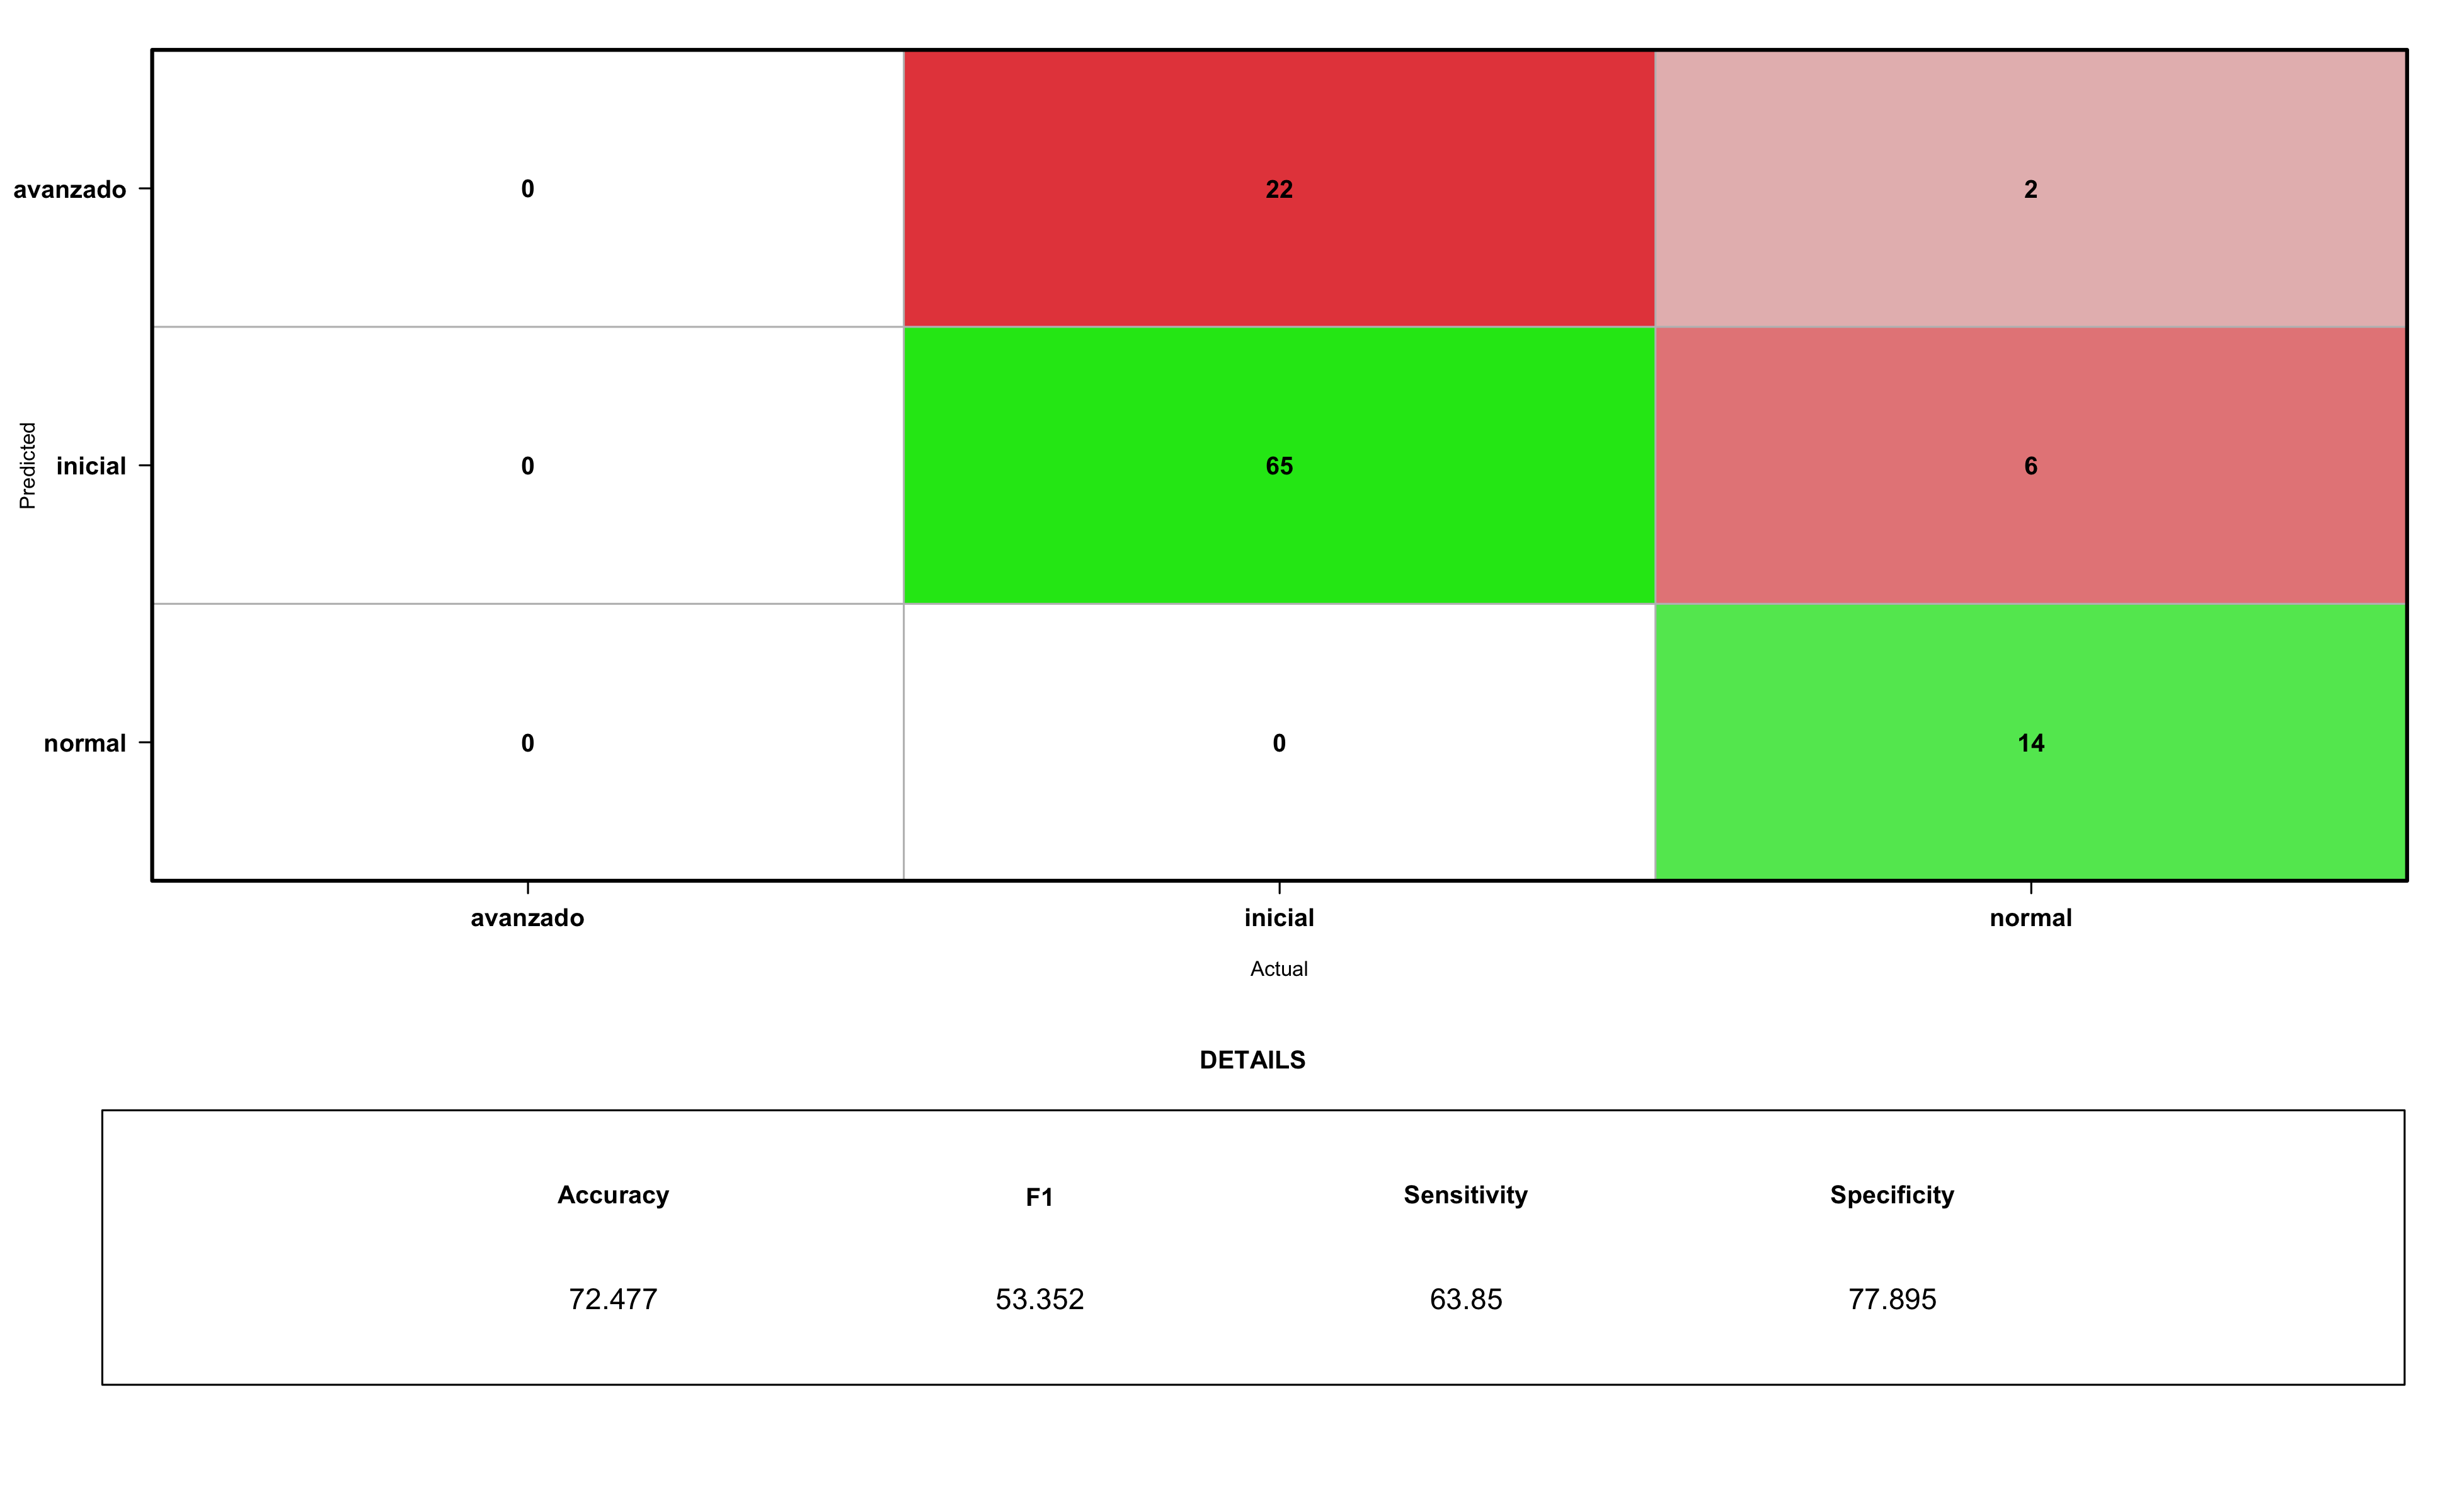 avanzado 0 22 2
Predicted
inicial 0 65 6
normal 0 0 14
avanzado inicial normal
Actual
DETAILS
Accuracy F1 Sensitivity Specificity
72.477 53.352 63.85 77.895